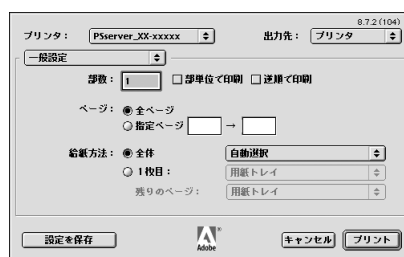 8.7.2 (104)
プリンタ： PSserver_XX-xxxxx 出力先： プリンタ
一般設定
部数： 1 部単位で印刷 逆順で印刷
ページ： 全ページ
指定ページ →
給紙方法： 全体 自動選択
1 枚目： 用紙トレイ
残りのページ： 用紙トレイ
設定を保存 Adobe キャンセル プリント